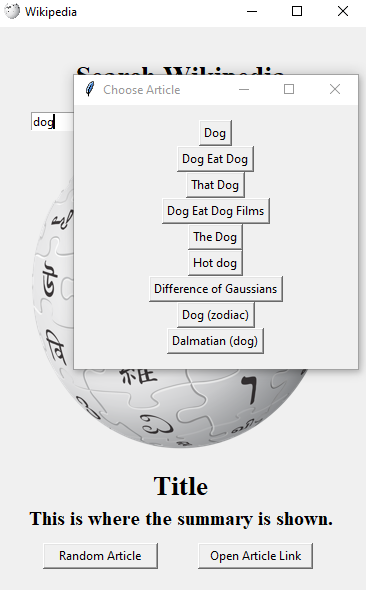 Wikipedia
Search Wikipedia
dog
Choose Article
Dog
Dog Eat Dog
That Dog
Dog Eat Dog Films
The Dog
Hot dog
Difference of Gaussians
Dog (zodiac)
Dalmatian (dog)
維
Title
This is where the summary is shown.
Random Article
Open Article Link